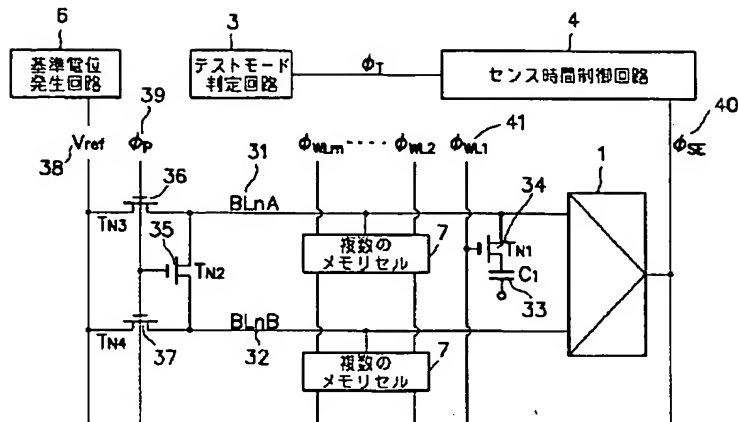 6
3
4
基準電位
発生回路
テストモード
判定回路
φT
センス時間制御回路
39
40
Vref
φP
φWLm ····· φWL2 φWL1
41
φSE
38
36
31
1
BLnA
34
TN3
35
TN2
複数の
メモリセル
7
TN1
C1
33
TN4
37
BLnB
32
7
複数の
メモリセル